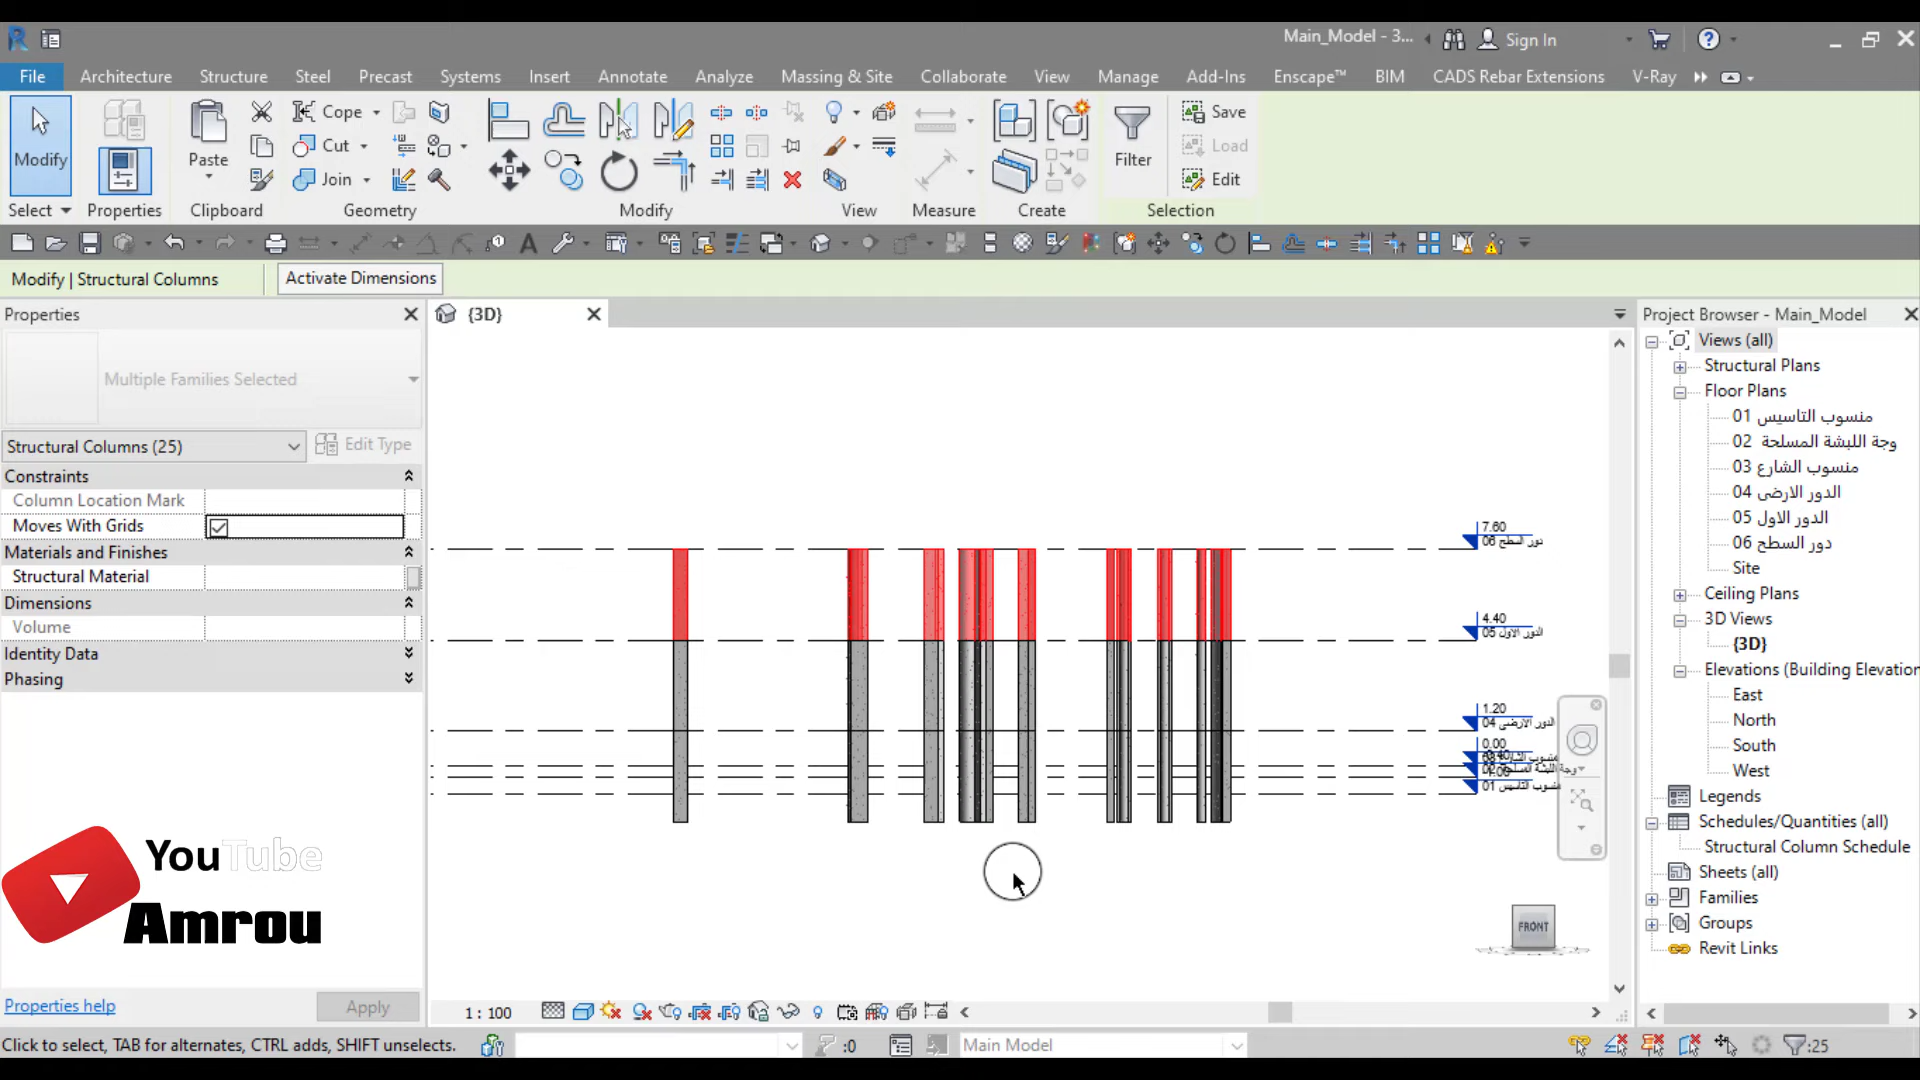 Main_Model - 3... Sign In
File Architecture Structure Steel Precast Systems Insert Annotate Analyze Massing & Site Collaborate View Manage Add-Ins Enscape™ BIM CADS Rebar Extensions V-Ray
Modify Paste Cope Cut Join Filter Save Load Edit
Select Properties Clipboard Geometry Modify View Measure Create Selection
Modify | Structural Columns Activate Dimensions
Properties
Multiple Families Selected
Structural Columns (25) Edit Type
Constraints
Column Location Mark
Moves With Grids
Materials and Finishes
Structural Material
Dimensions
Volume
Identity Data
Phasing
YouTube
Amrou
Properties help Apply
{3D}
7.60
دور السطح 06
4.40
الدور الاول 05
1.20
الدور الارضى 04
0.00
منسوب التاسيس 01
FRONT
Project Browser - Main_Model
Views (all)
Structural Plans
Floor Plans
منسوب التاسيس 01
وجة اللبشة المسلحة 02
منسوب الشارع 03
الدور الارضى 04
الدور الاول 05
دور السطح 06
Site
Ceiling Plans
3D Views
{3D}
Elevations (Building Elevation
East
North
South
West
Legends
Schedules/Quantities (all)
Structural Column Schedule
Sheets (all)
Families
Groups
Revit Links
1 : 100
Click to select, TAB for alternates, CTRL adds, SHIFT unselects. :0 Main Model :25